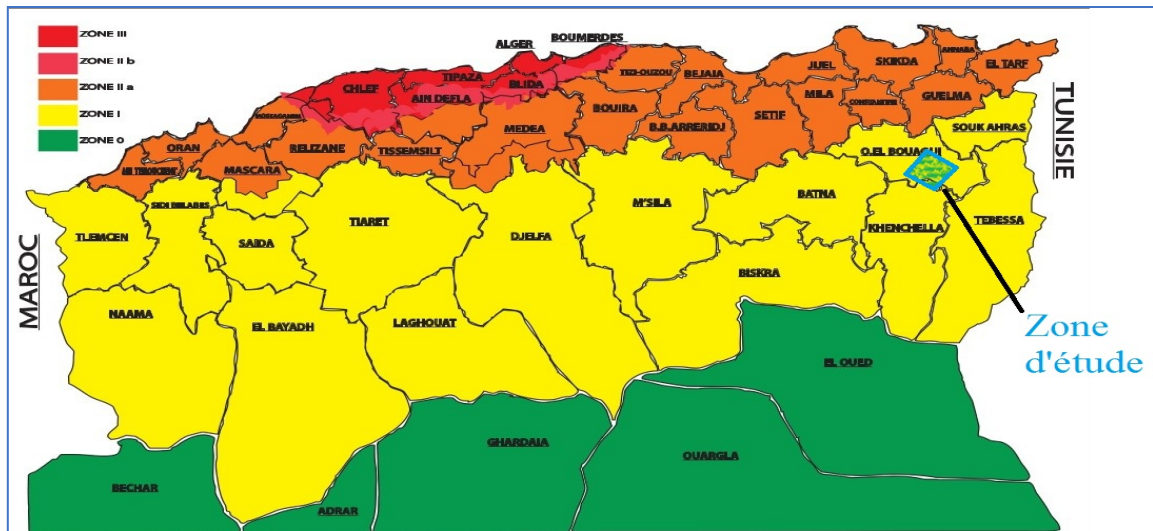 ZONE III
ZONE II b
ZONE II a
ZONE I
ZONE 0
ALGER
BOUMERDES
TIPAZA
CHLEF
BLIDA
AIN DEFLA
TIZI-OUZOU
BEJAIA
JIJEL
SKIKDA
ANNABA
EL TARF
MILA
CONSTANTINE
GUELMA
BOUIRA
SETIF
B.B.ARRERIDJ
MEDEA
SOUK AHRAS
ORAN
RELIZANE
TISSEMSILT
MASCARA
O.EL BOUAGUI
SIDI BELABES
TIARET
M'SILA
BATNA
TLEMCEN
SAIDA
DJELFA
KHENCHELLA
TEBESSA
BISKRA
NAAMA
EL BAYADH
LAGHOUAT
MAROC
TUNISIE
Zone
d'étude
EL OUED
GHARDAIA
OUARGLA
BECHAR
ADRAR